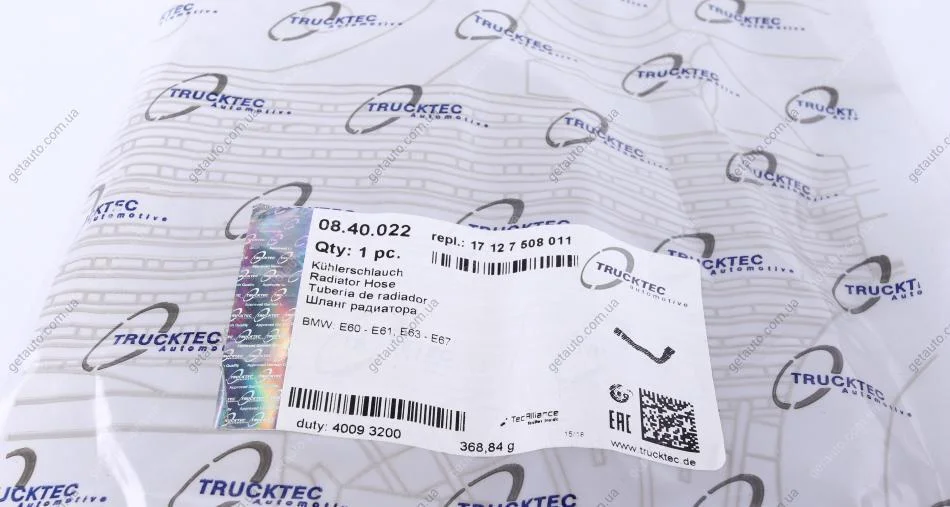 TRUCKTEC
Automotive
08.40.022
repl.: 17 12 7 508 011
Qty: 1 pc.
Kühlerschlauch
Radiator Hose
Tuberia de radiador
Шланг радиатора
BMW: E60 - E61, E63 - E67
TRUCKTEC
automotive
duty: 4009 3200
368,84 g
TecAlliance
15/18
EAC
www.trucktec.de
getauto.com.ua